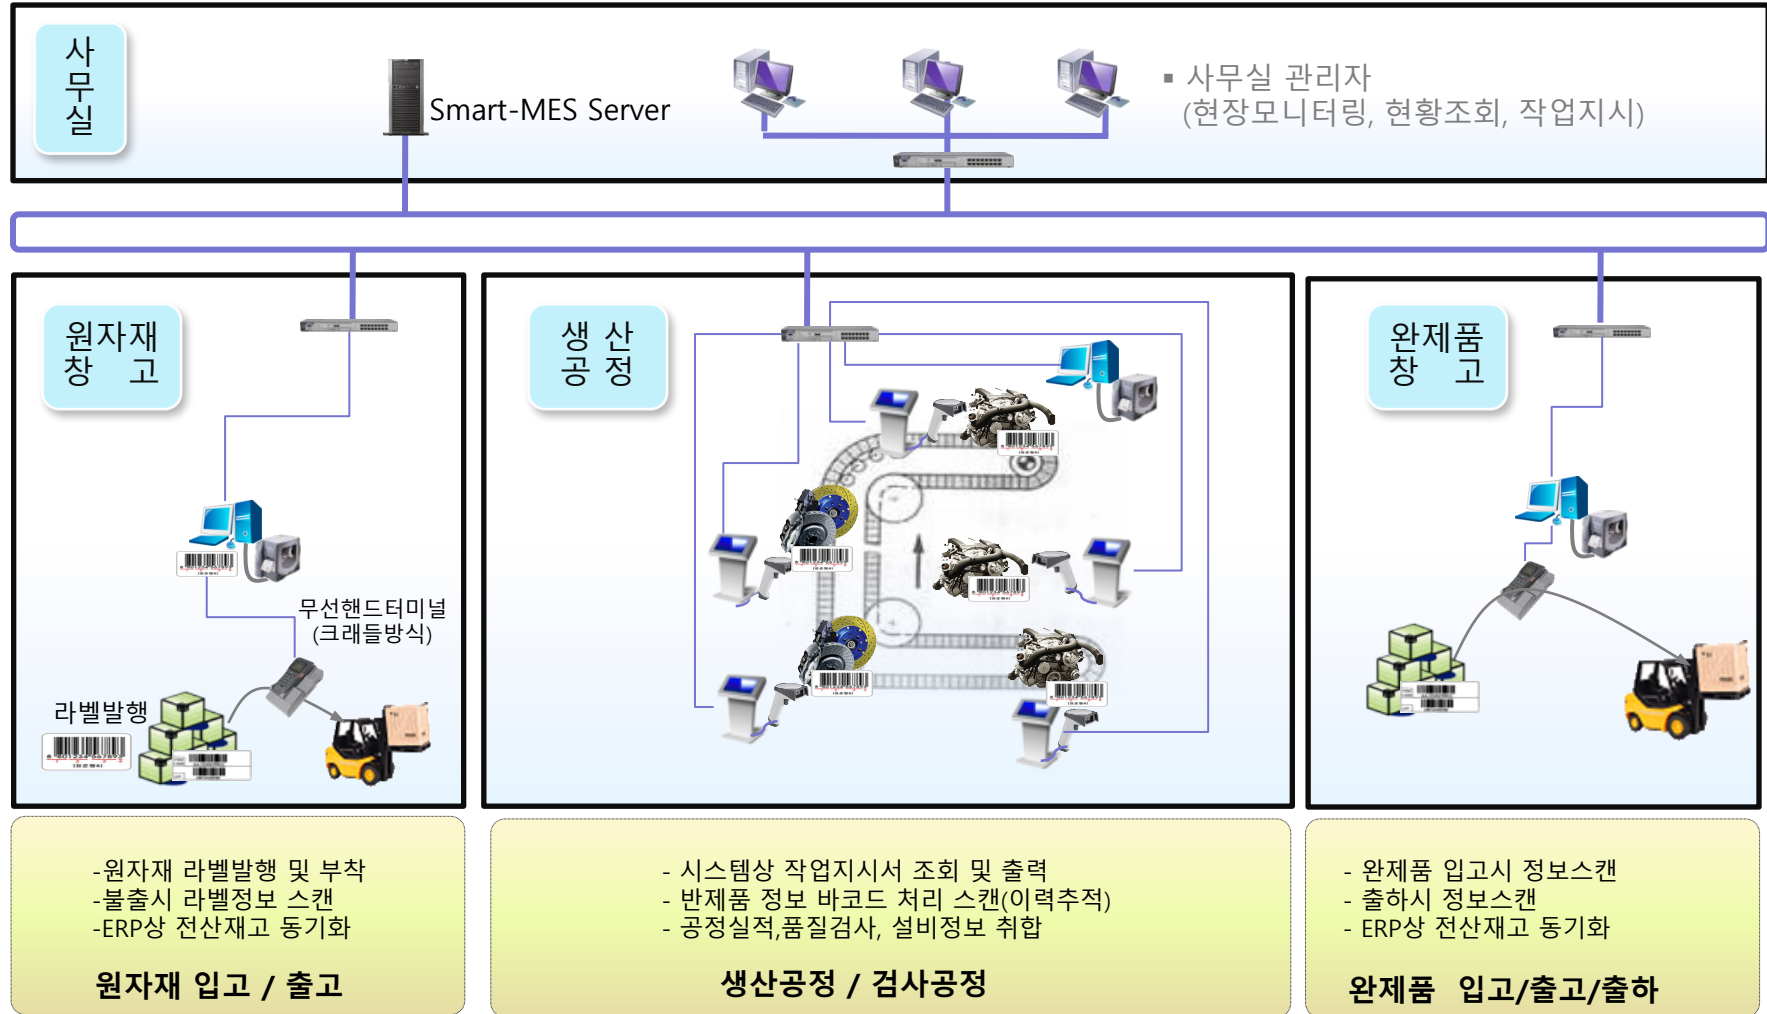 사
무
실
Smart-MES Server
▪ 사무실 관리자
(현장모니터링, 현황조회, 작업지시)
원자재
창 고
무선핸드터미널
(크래들방식)
라벨발행
생 산
공 정
완제품
창 고
-원자재 라벨발행 및 부착
-불출시 라벨정보 스캔
-ERP상 전산재고 동기화
원자재 입고 / 출고
- 시스템상 작업지시서 조회 및 출력
- 반제품 정보 바코드 처리 스캔(이력추적)
- 공정실적,품질검사, 설비정보 취합
생산공정 / 검사공정
- 완제품 입고시 정보스캔
- 출하시 정보스캔
- ERP상 전산재고 동기화
완제품 입고/출고/출하